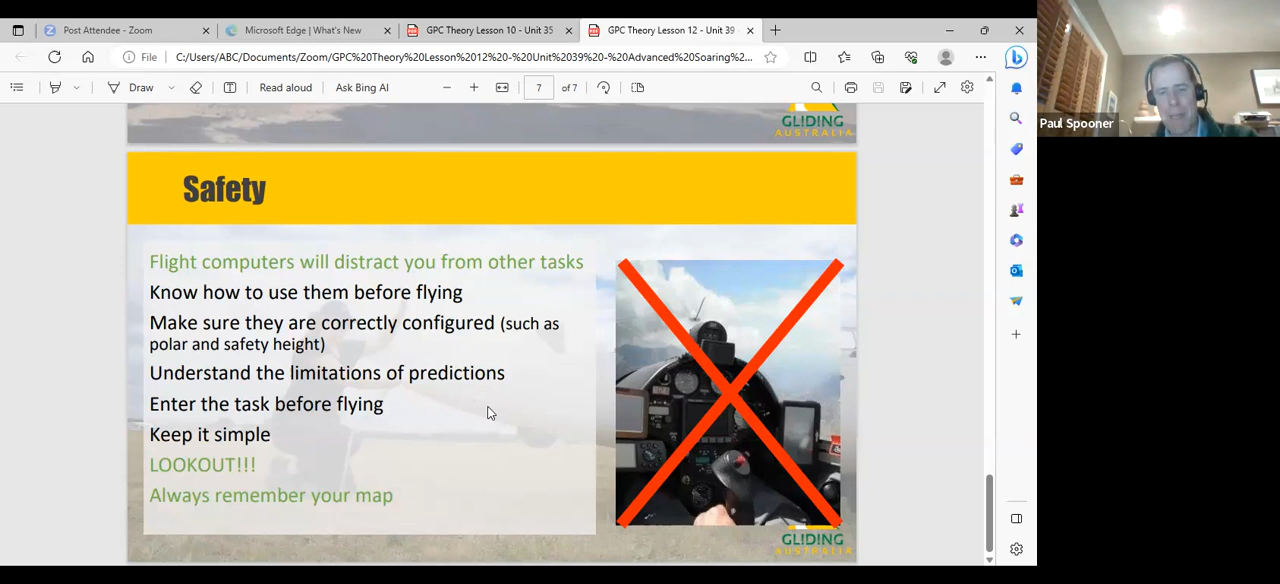 Post Attendee - Zoom
Microsoft Edge | What's New
GPC Theory Lesson 10 - Unit 35
GPC Theory Lesson 12 - Unit 39 -
File
C:/Users/ABC/Documents/Zoom/GPC%20Theory%20Lesson%2012%20-%20Unit%2039%20-%20Advanced%20Soaring%2...
Draw
Read aloud
Ask Bing AI
7
of 7
Paul Spooner
GLIDING
AUSTRALIA
Safety
Flight computers will distract you from other tasks
Know how to use them before flying
Make sure they are correctly configured (such as
polar and safety height)
Understand the limitations of predictions
Enter the task before flying
Keep it simple
LOOKOUT!!!
Always remember your map
GLIDING
AUSTRALIA